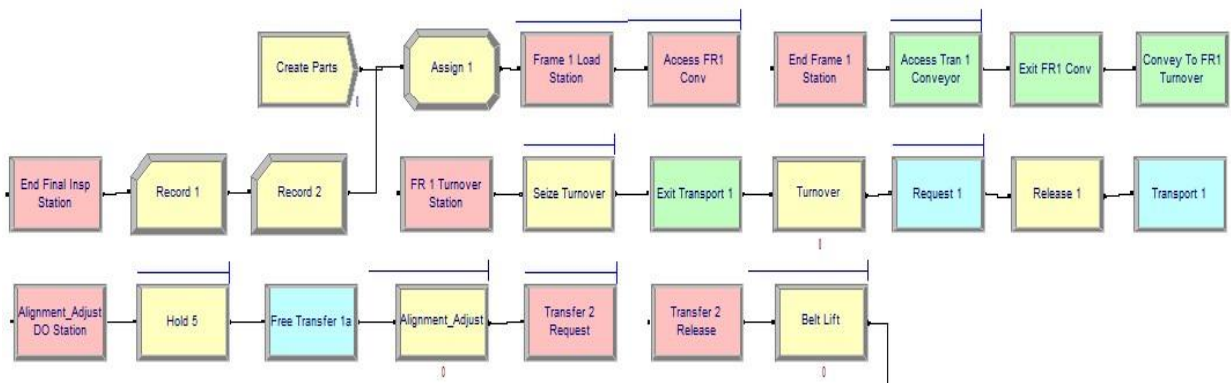 Create Parts
0
Assign 1
Frame 1 Load
Station
Access FR1
Conv
End Frame 1
Station
Access Tran 1
Conveyor
Exit FR1 Conv
Convey To FR1
Turnover
End Final Insp
Station
Record 1
Record 2
FR 1 Turnover
Station
Seize Turnover
Exit Transport 1
Turnover
0
Request 1
Release 1
Transport 1
Alignment_Adjust
DO Station
Hold 5
Free Transfer 1a
Alignment_Adjust
0
Transfer 2
Request
Transfer 2
Release
Belt Lift
0